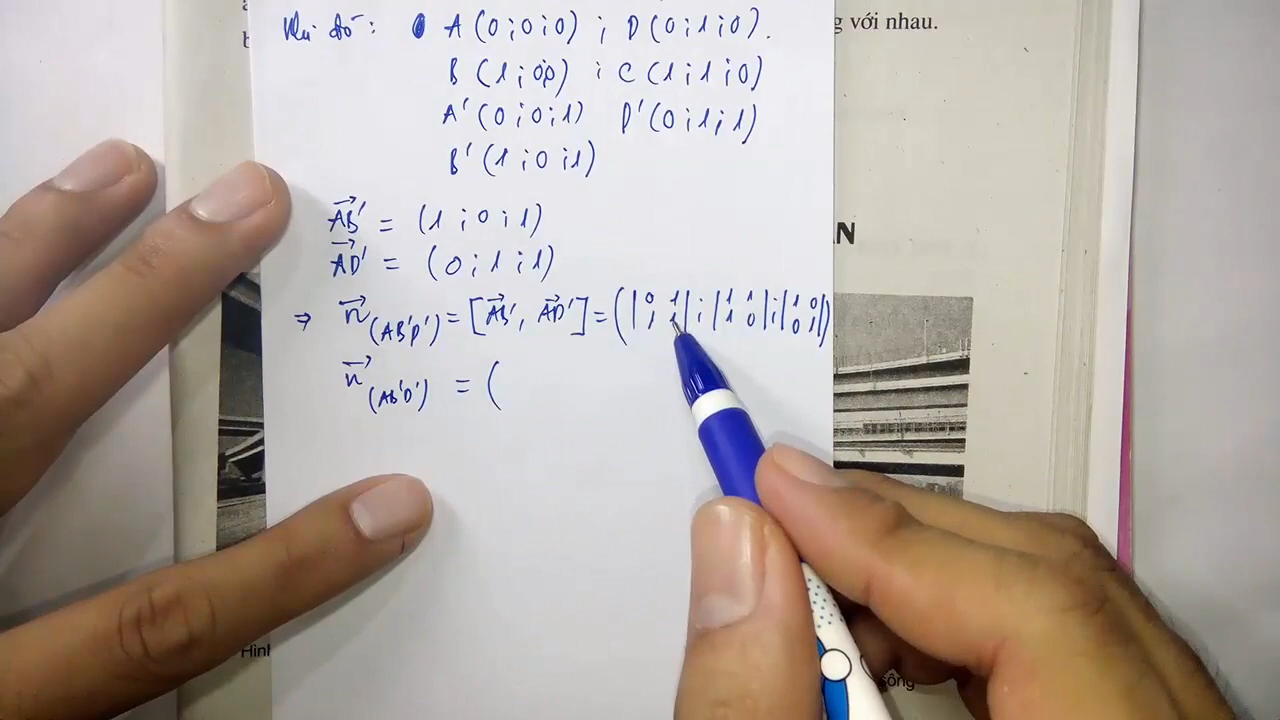 g với nhau.
Khi đó: A (0;0;0) ; D (0;1;0).
B (1;0;0) ; C (1;1;0)
A' (0;0;1) D' (0;1;1)
B' (1;0;1)
AB' = (1;0;1)
AD' = (0;1;1)
⇒ n (AB'D') = [AB', AD'] = (|0 1 1 1| ; |1 1 1 0| ; |1 0 0 1|)
n (AB'D') = (
AN
Hình
sông